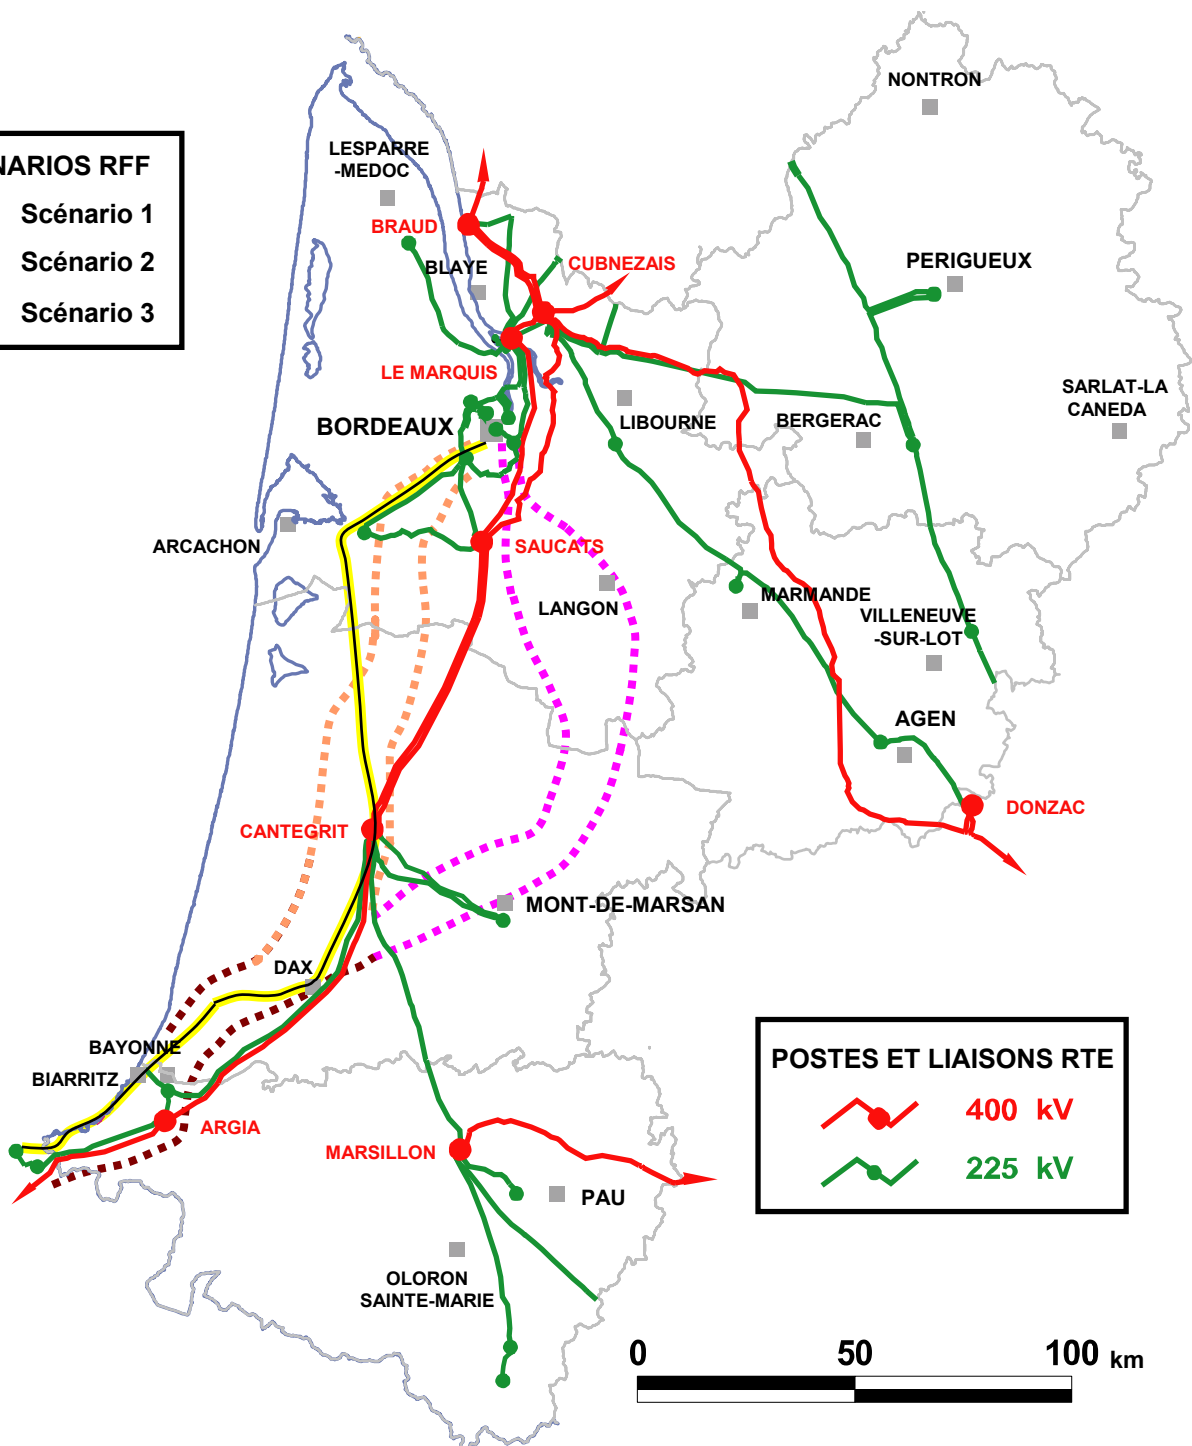 NONTRON
LESPARRE
-MEDOC
NARIOS RFF
Scénario 1
Scénario 2
Scénario 3
BRAUD
BLAYE
CUBNEZAIS
PERIGUEUX
LE MARQUIS
SARLAT-LA
CANEDA
BORDEAUX
LIBOURNE
BERGERAC
ARCACHON
SAUCATS
LANGON
MARMANDE
VILLENEUVE
-SUR-LOT
AGEN
CANTEGRIT
DONZAC
MONT-DE-MARSAN
DAX
BAYONNE
BIARRITZ
POSTES ET LIAISONS RTE
400 kV
225 kV
ARGIA
MARSILLON
PAU
OLORON
SAINTE-MARIE
0 50 100 km